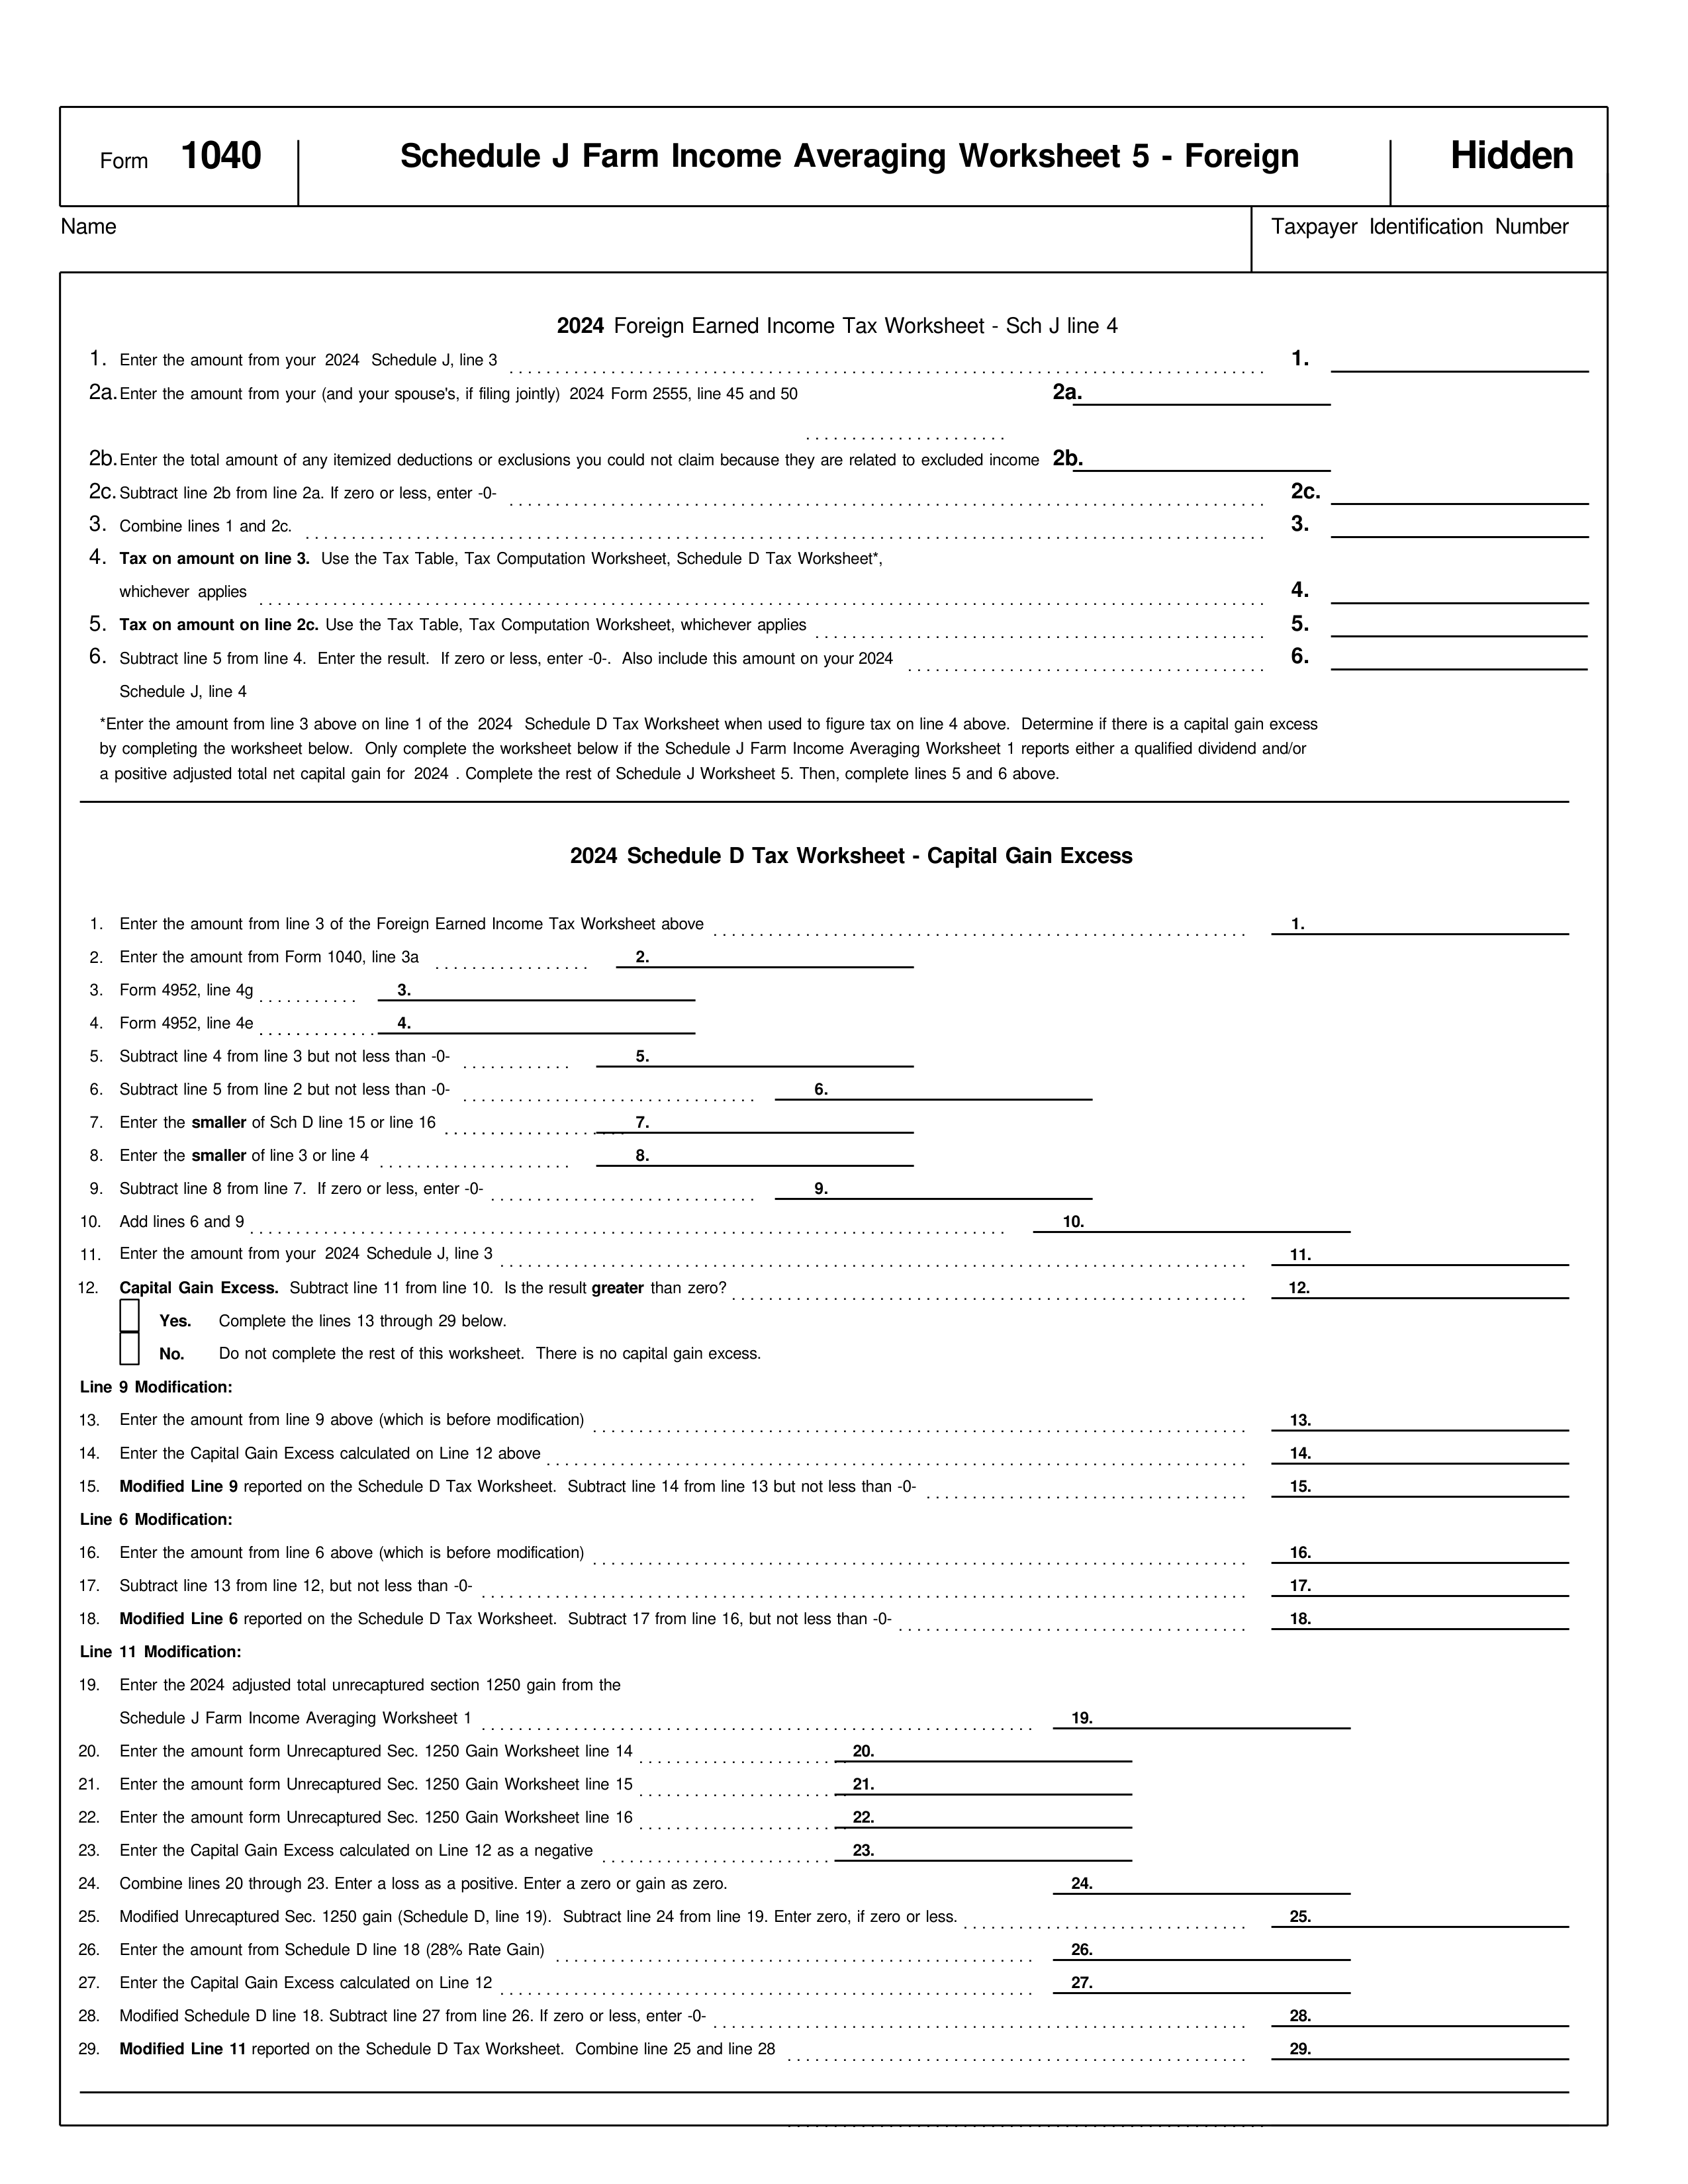 Form 1040 Schedule J Farm Income Averaging Worksheet 5 - Foreign Hidden
Name Taxpayer Identification Number
2024 Foreign Earned Income Tax Worksheet - Sch J line 4
1. Enter the amount from your 2024 Schedule J, line 3 1.
2a. Enter the amount from your (and your spouse's, if filing jointly) 2024 Form 2555, line 45 and 50 2a.
2b. Enter the total amount of any itemized deductions or exclusions you could not claim because they are related to excluded income 2b.
2c. Subtract line 2b from line 2a. If zero or less, enter -0- 2c.
3. Combine lines 1 and 2c. 3.
4. Tax on amount on line 3. Use the Tax Table, Tax Computation Worksheet, Schedule D Tax Worksheet*,
whichever applies 4.
5. Tax on amount on line 2c. Use the Tax Table, Tax Computation Worksheet, whichever applies 5.
6. Subtract line 5 from line 4. Enter the result. If zero or less, enter -0-. Also include this amount on your 2024 6.
Schedule J, line 4
*Enter the amount from line 3 above on line 1 of the 2024 Schedule D Tax Worksheet when used to figure tax on line 4 above. Determine if there is a capital gain excess
by completing the worksheet below. Only complete the worksheet below if the Schedule J Farm Income Averaging Worksheet 1 reports either a qualified dividend and/or
a positive adjusted total net capital gain for 2024 . Complete the rest of Schedule J Worksheet 5. Then, complete lines 5 and 6 above.
2024 Schedule D Tax Worksheet - Capital Gain Excess
1. Enter the amount from line 3 of the Foreign Earned Income Tax Worksheet above 1.
2. Enter the amount from Form 1040, line 3a 2.
3. Form 4952, line 4g 3.
4. Form 4952, line 4e 4.
5. Subtract line 4 from line 3 but not less than -0- 5.
6. Subtract line 5 from line 2 but not less than -0- 6.
7. Enter the smaller of Sch D line 15 or line 16 7.
8. Enter the smaller of line 3 or line 4 8.
9. Subtract line 8 from line 7. If zero or less, enter -0- 9.
10. Add lines 6 and 9 10.
11. Enter the amount from your 2024 Schedule J, line 3 11.
12. Capital Gain Excess. Subtract line 11 from line 10. Is the result greater than zero? 12.
Yes. Complete the lines 13 through 29 below.
No. Do not complete the rest of this worksheet. There is no capital gain excess.
Line 9 Modification:
13. Enter the amount from line 9 above (which is before modification) 13.
14. Enter the Capital Gain Excess calculated on Line 12 above 14.
15. Modified Line 9 reported on the Schedule D Tax Worksheet. Subtract line 14 from line 13 but not less than -0- 15.
Line 6 Modification:
16. Enter the amount from line 6 above (which is before modification) 16.
17. Subtract line 13 from line 12, but not less than -0- 17.
18. Modified Line 6 reported on the Schedule D Tax Worksheet. Subtract 17 from line 16, but not less than -0- 18.
Line 11 Modification:
19. Enter the 2024 adjusted total unrecaptured section 1250 gain from the
Schedule J Farm Income Averaging Worksheet 1 19.
20. Enter the amount form Unrecaptured Sec. 1250 Gain Worksheet line 14 20.
21. Enter the amount form Unrecaptured Sec. 1250 Gain Worksheet line 15 21.
22. Enter the amount form Unrecaptured Sec. 1250 Gain Worksheet line 16 22.
23. Enter the Capital Gain Excess calculated on Line 12 as a negative 23.
24. Combine lines 20 through 23. Enter a loss as a positive. Enter a zero or gain as zero. 24.
25. Modified Unrecaptured Sec. 1250 gain (Schedule D, line 19). Subtract line 24 from line 19. Enter zero, if zero or less. 25.
26. Enter the amount from Schedule D line 18 (28% Rate Gain) 26.
27. Enter the Capital Gain Excess calculated on Line 12 27.
28. Modified Schedule D line 18. Subtract line 27 from line 26. If zero or less, enter -0- 28.
29. Modified Line 11 reported on the Schedule D Tax Worksheet. Combine line 25 and line 28 29.